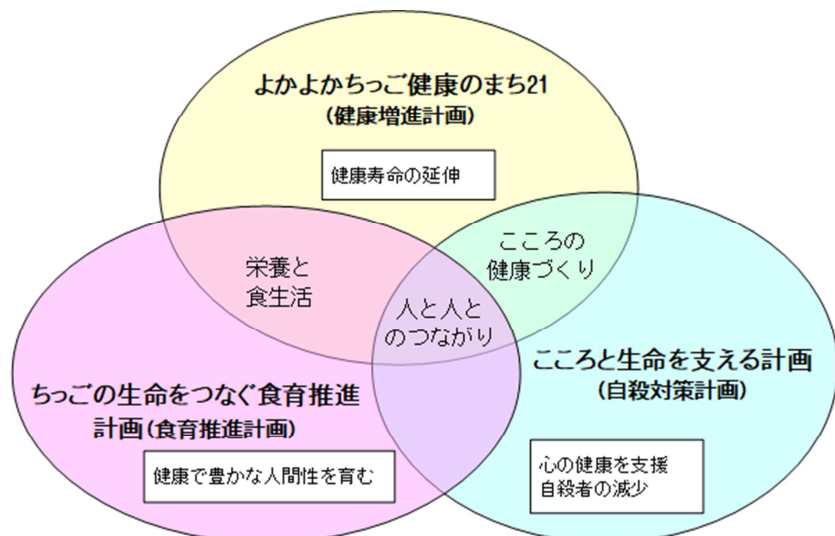 よかよかちっご健康のまち21
(健康増進計画)
健康寿命の延伸
こころの
健康づくり
栄養と
食生活
人と人と
のつながり
こころと生命を支える計画
(自殺対策計画)
ちっごの生命をつなぐ食育推進
計画(食育推進計画)
健康で豊かな人間性を育む
心の健康を支援
自殺者の減少